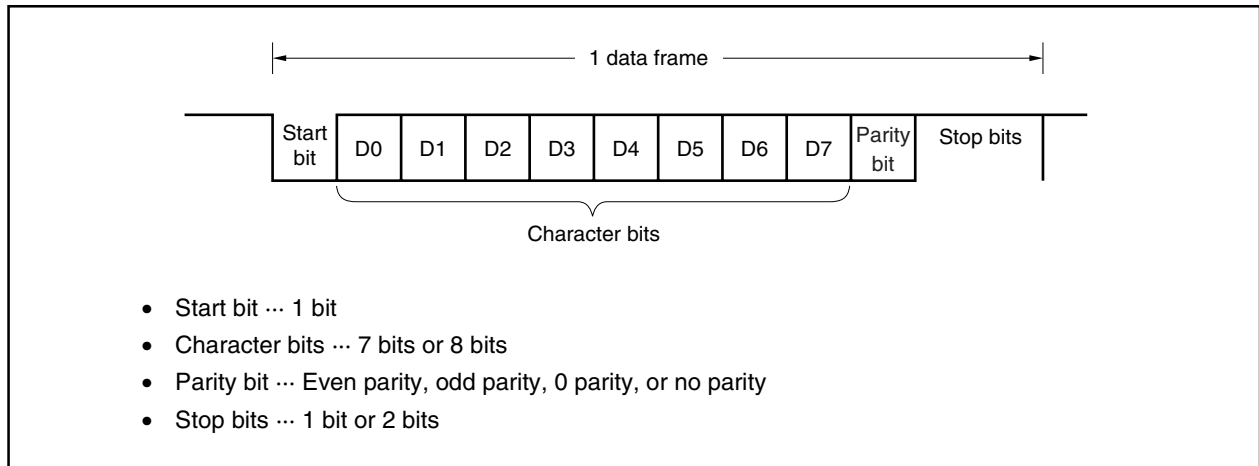 1 data frame
Start bit
D0
D1
D2
D3
D4
D5
D6
D7
Parity bit
Stop bits
Character bits
• Start bit ··· 1 bit
• Character bits ··· 7 bits or 8 bits
• Parity bit ··· Even parity, odd parity, 0 parity, or no parity
• Stop bits ··· 1 bit or 2 bits